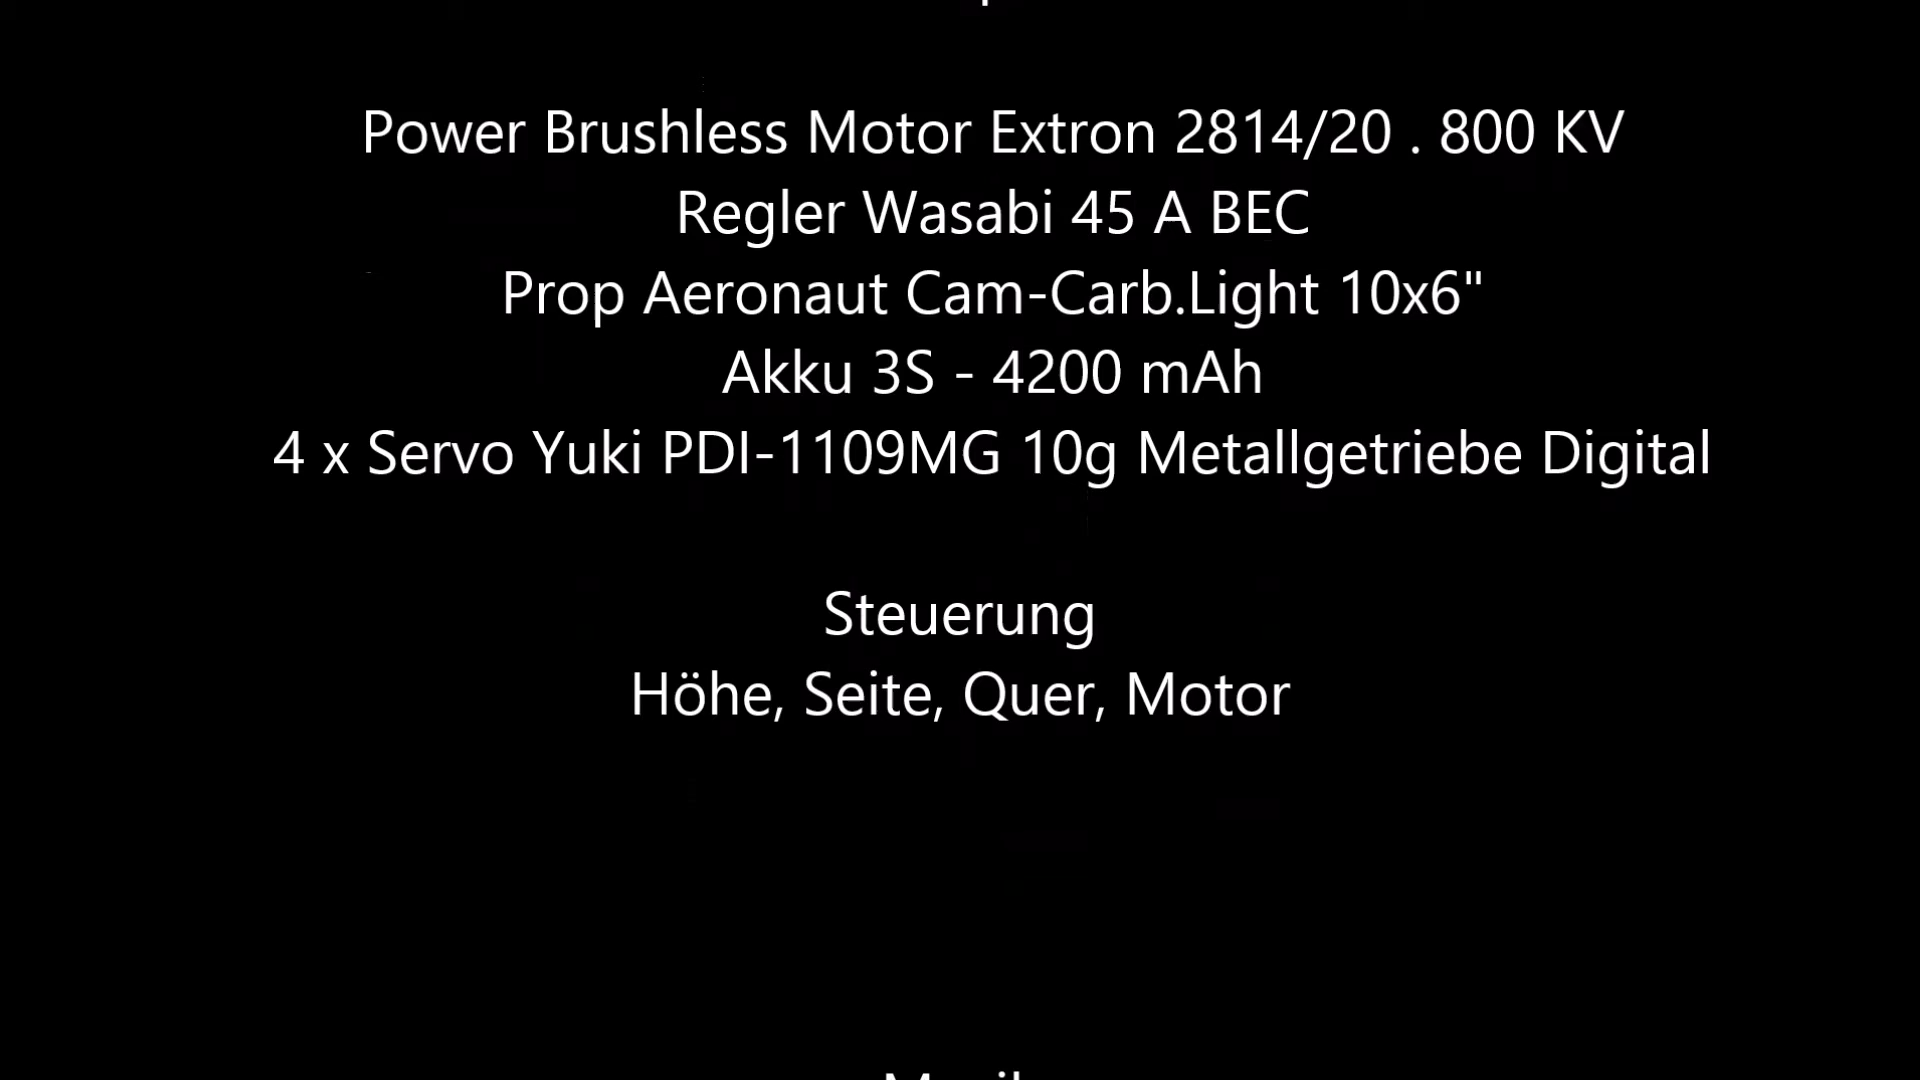 Power Brushless Motor Extron 2814/20 . 800 KV
Regler Wasabi 45 A BEC
Prop Aeronaut Cam-Carb.Light 10x6"
Akku 3S - 4200 mAh
4 x Servo Yuki PDI-1109MG 10g Metallgetriebe Digital
Steuerung
Höhe, Seite, Quer, Motor